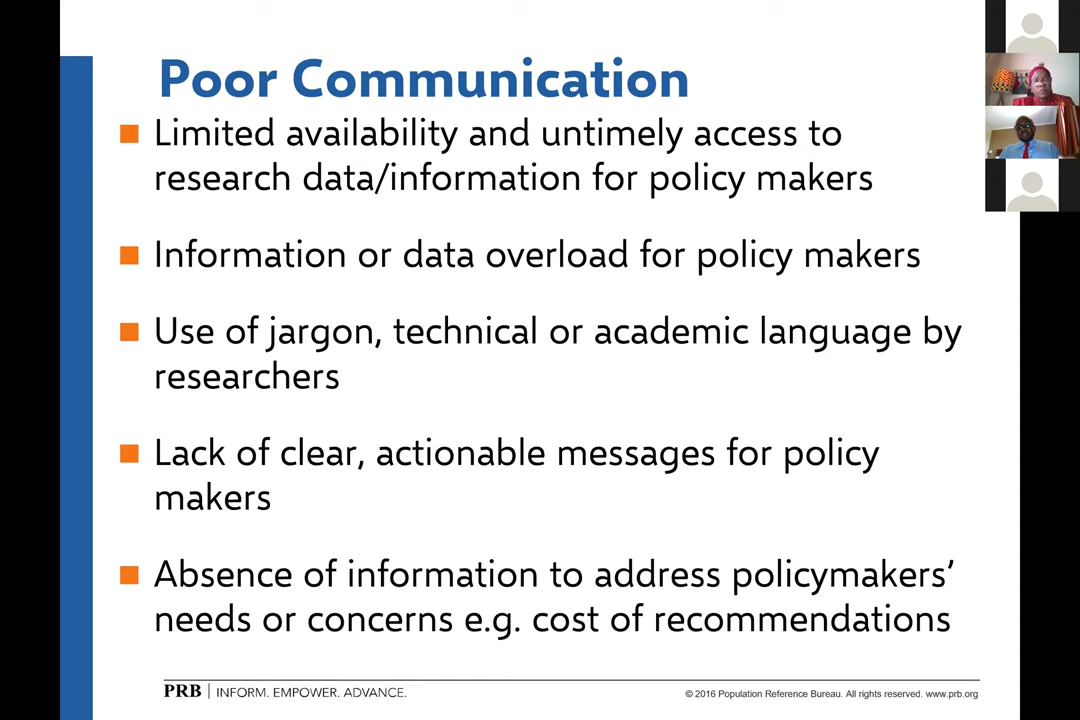 Poor Communication
Limited availability and untimely access to
research data/information for policy makers
Information or data overload for policy makers
Use of jargon, technical or academic language by
researchers
Lack of clear, actionable messages for policy
makers
Absence of information to address policymakers’
needs or concerns e.g. cost of recommendations
PRB | INFORM. EMPOWER. ADVANCE.
© 2016 Population Reference Bureau. All rights reserved. www.prb.org